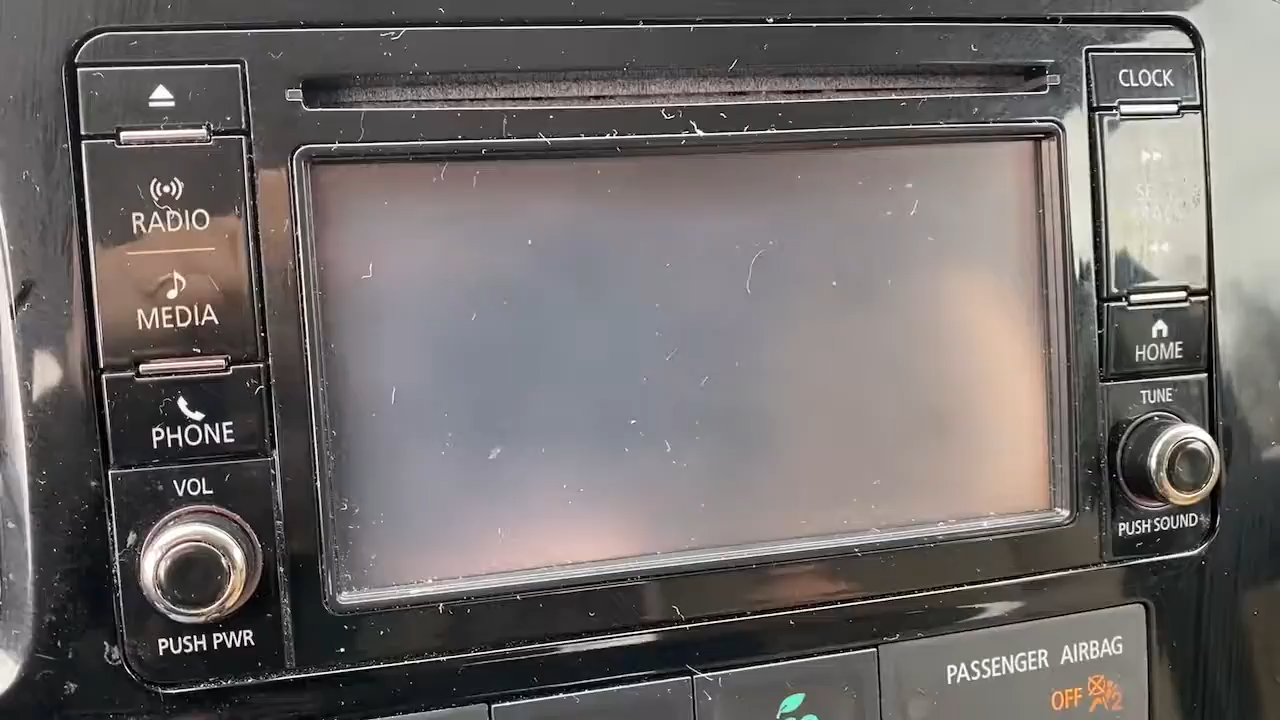 RADIO
MEDIA
PHONE
VOL
PUSH PWR
CLOCK
HOME
TUNE
PUSH SOUND
PASSENGER AIRBAG
OFF